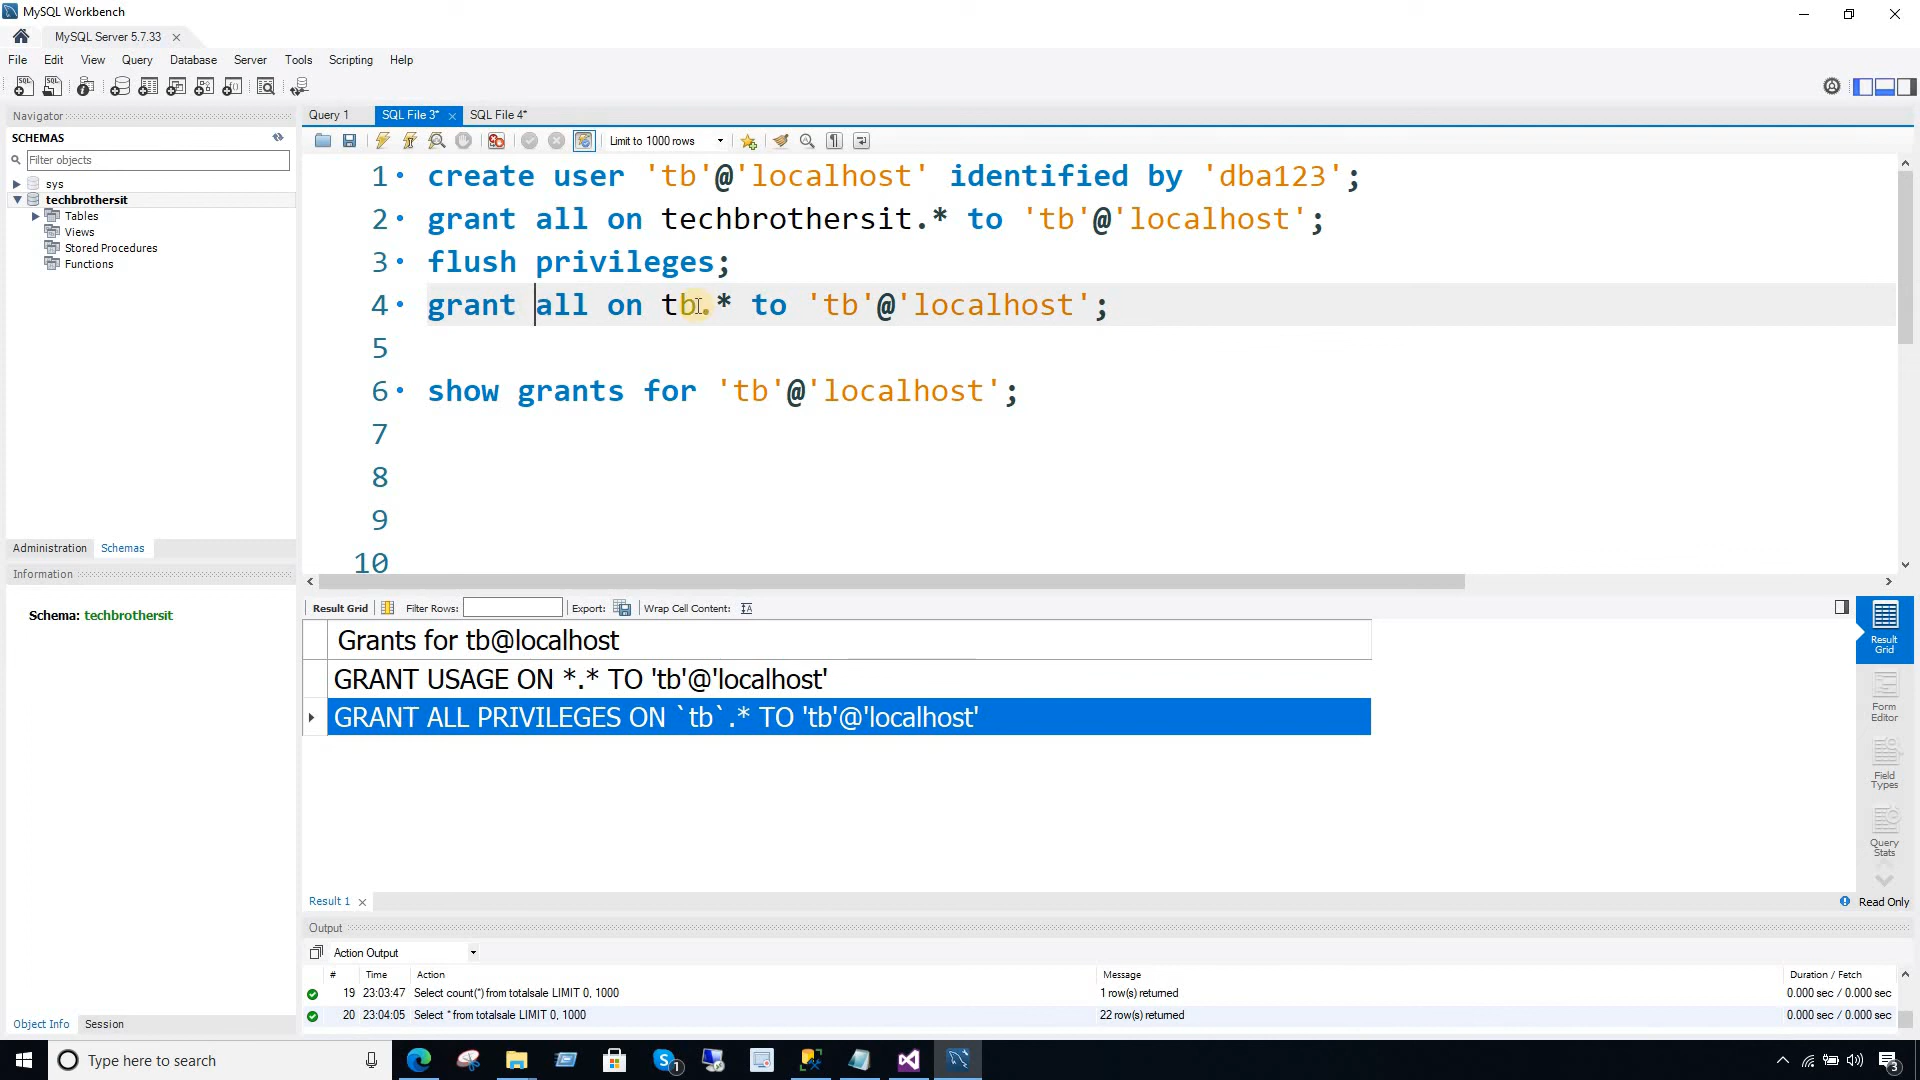 MySQL Workbench
MySQL Server 5.7.33
File Edit View Query Database Server Tools Scripting Help
Navigator
SCHEMAS
Filter objects
sys
techbrothersit
Tables
Views
Stored Procedures
Functions
Administration Schemas
Information
Schema: techbrothersit
Object Info Session
Query 1 SQL File 3* SQL File 4*
Limit to 1000 rows
1 create user 'tb'@'localhost' identified by 'dba123';
2 grant all on techbrothersit.* to 'tb'@'localhost';
3 flush privileges;
4 grant all on tb.* to 'tb'@'localhost';
5
6 show grants for 'tb'@'localhost';
7
8
9
10
Result Grid Filter Rows: Export: Wrap Cell Content:
Grants for tb@localhost
GRANT USAGE ON *.* TO 'tb'@'localhost'
GRANT ALL PRIVILEGES ON `tb`.* TO 'tb'@'localhost'
Result Grid
Form Editor
Field Types
Query Stats
Result 1
Read Only
Output
Action Output
# Time Action Message Duration / Fetch
19 23:03:47 Select count(*) from totalsale LIMIT 0, 1000 1 row(s) returned 0.000 sec / 0.000 sec
20 23:04:05 Select * from totalsale LIMIT 0, 1000 22 row(s) returned 0.000 sec / 0.000 sec
Type here to search
1
3